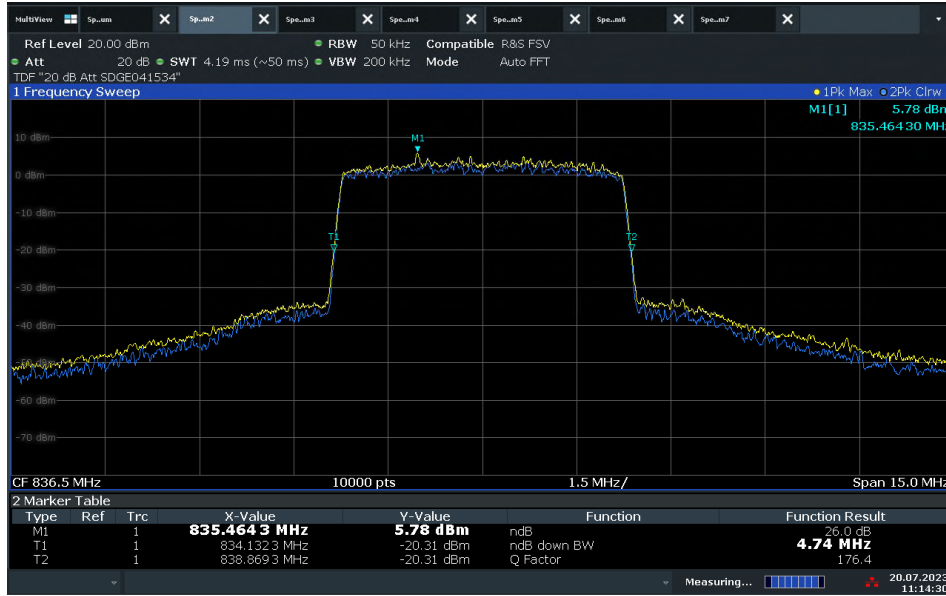 MultiView Sp..um Sp..m2 Spe..m3 Spe..m4 Spe..m5 Spe..m6 Spe..m7
Ref Level 20.00 dBm RBW 50 kHz Compatible R&S FSV
Att 20 dB SWT 4.19 ms (~50 ms) VBW 200 kHz Mode Auto FFT
TDF "20 dB Att SDGE041534"
1 Frequency Sweep 1Pk Max 2Pk Clrw
M1[1] 5.78 dBm
835.46430 MHz
10 dBm
M1
0 dBm
-10 dBm
T1 T2
-20 dBm
-30 dBm
-40 dBm
-50 dBm
-60 dBm
-70 dBm
CF 836.5 MHz 10000 pts 1.5 MHz/ Span 15.0 MHz
2 Marker Table
Type Ref Trc X-Value Y-Value Function Function Result
M1 1 835.4643 MHz 5.78 dBm ndB 26.0 dB
T1 1 834.1323 MHz -20.31 dBm ndB down BW 4.74 MHz
T2 1 838.8693 MHz -20.31 dBm Q Factor 176.4
Measuring... 20.07.2023
11:14:30